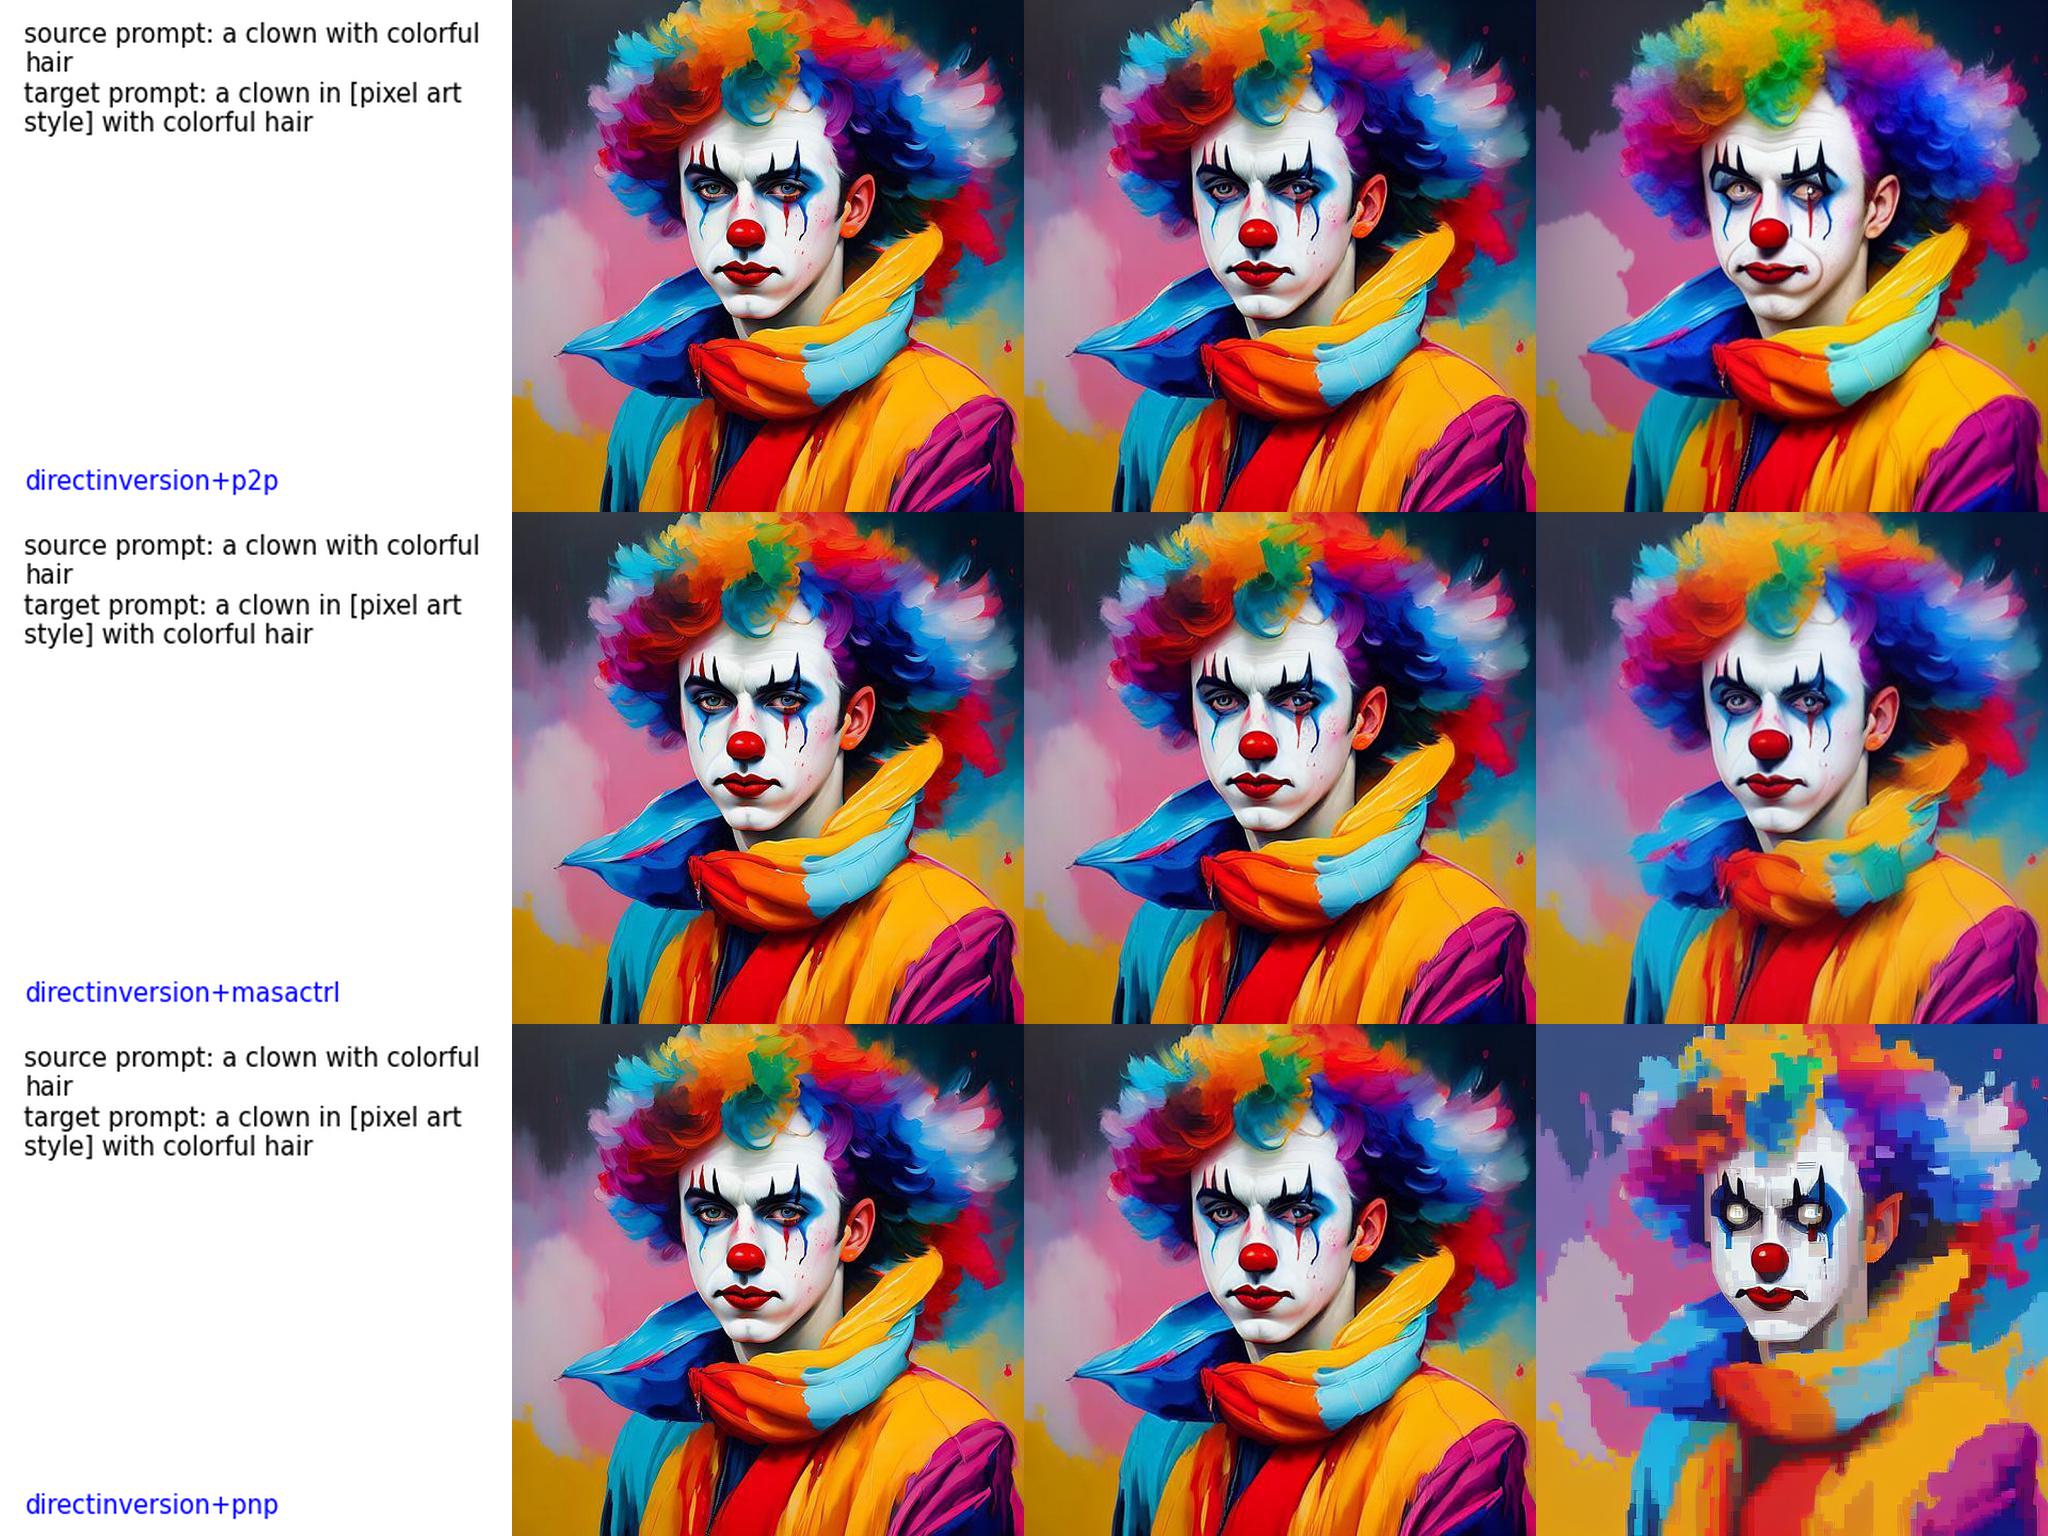 source prompt: a clown with colorful
hair
target prompt: a clown in [pixel art
style] with colorful hair
directinversion+p2p
source prompt: a clown with colorful
hair
target prompt: a clown in [pixel art
style] with colorful hair
directinversion+masactrl
source prompt: a clown with colorful
hair
target prompt: a clown in [pixel art
style] with colorful hair
directinversion+pnp